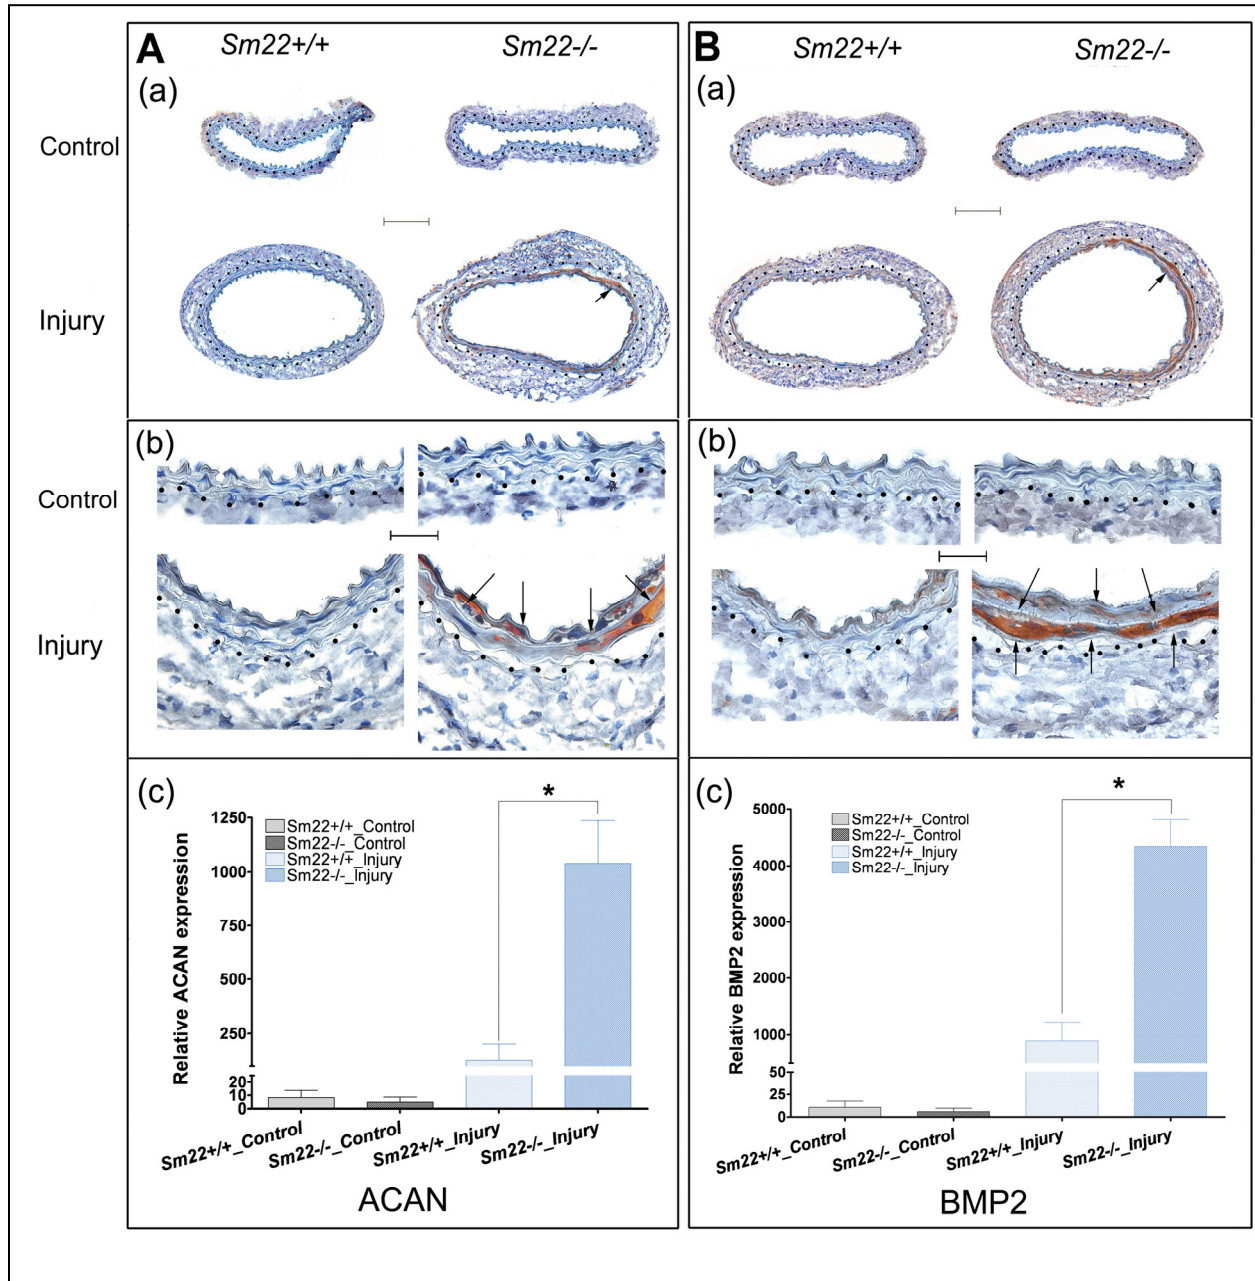 A
Sm22+/+
Sm22-/-
(a)
Control
Injury
(b)
Control
Injury
(c)
*
1250
1000
750
500
250
20
10
0
Relative ACAN expression
Sm22+/+_Control
Sm22-/-_Control
Sm22+/+_Injury
Sm22-/-_Injury
Sm22+/+_Control
Sm22-/-_Control
Sm22+/+_Injury
Sm22-/-_Injury
ACAN
B
Sm22+/+
Sm22-/-
(a)
(b)
(c)
*
5000
4000
3000
2000
1000
50
25
0
Relative BMP2 expression
Sm22+/+_Control
Sm22-/-_Control
Sm22+/+_Injury
Sm22-/-_Injury
Sm22+/+_Control
Sm22-/-_Control
Sm22+/+_Injury
Sm22-/-_Injury
BMP2